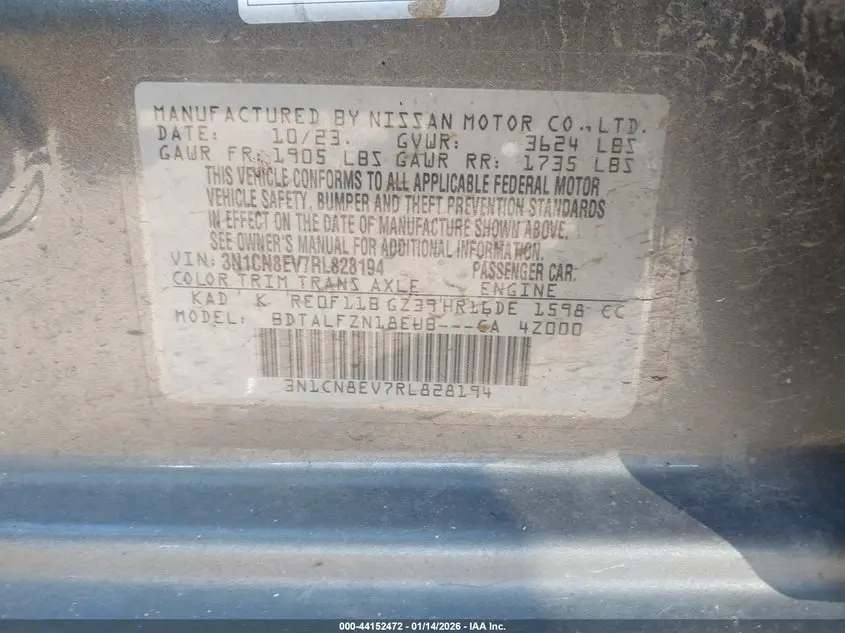 MANUFACTURED BY NISSAN MOTOR CO., LTD.
DATE: 10/23. GVWR: 3624 LBS
GAWR FR: 1905 LBS GAWR RR: 1735 LBS
THIS VEHICLE CONFORMS TO ALL APPLICABLE FEDERAL MOTOR
VEHICLE SAFETY, BUMPER AND THEFT PREVENTION STANDARDS
IN EFFECT ON THE DATE OF MANUFACTURE SHOWN ABOVE.
SEE OWNER'S MANUAL FOR ADDITIONAL INFORMATION.
VIN: 3N1CN8EV7RL828194 PASSENGER CAR
COLOR TRIM TRANS AXLE ENGINE
KAD K RE0F11B GZ39 HR16DE 1598 CC
MODEL: BDTALFZN18EUB---CA 4Z000
3N1CN8EV7RL828194
000-44152472 - 01/14/2026 - IAA Inc.